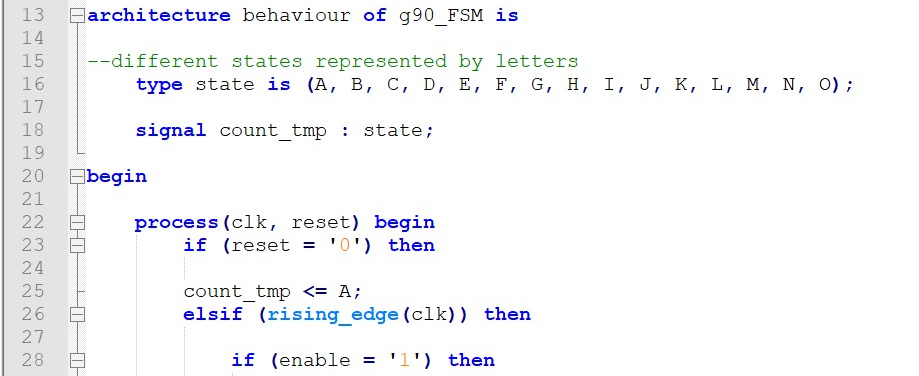 13 architecture behaviour of g90_FSM is
14
15 --different states represented by letters
16 type state is (A, B, C, D, E, F, G, H, I, J, K, L, M, N, O);
17
18 signal count_tmp : state;
19
20 begin
21
22 process(clk, reset) begin
23 if (reset = '0') then
24
25 count_tmp <= A;
26 elsif (rising_edge(clk)) then
27
28 if (enable = '1') then